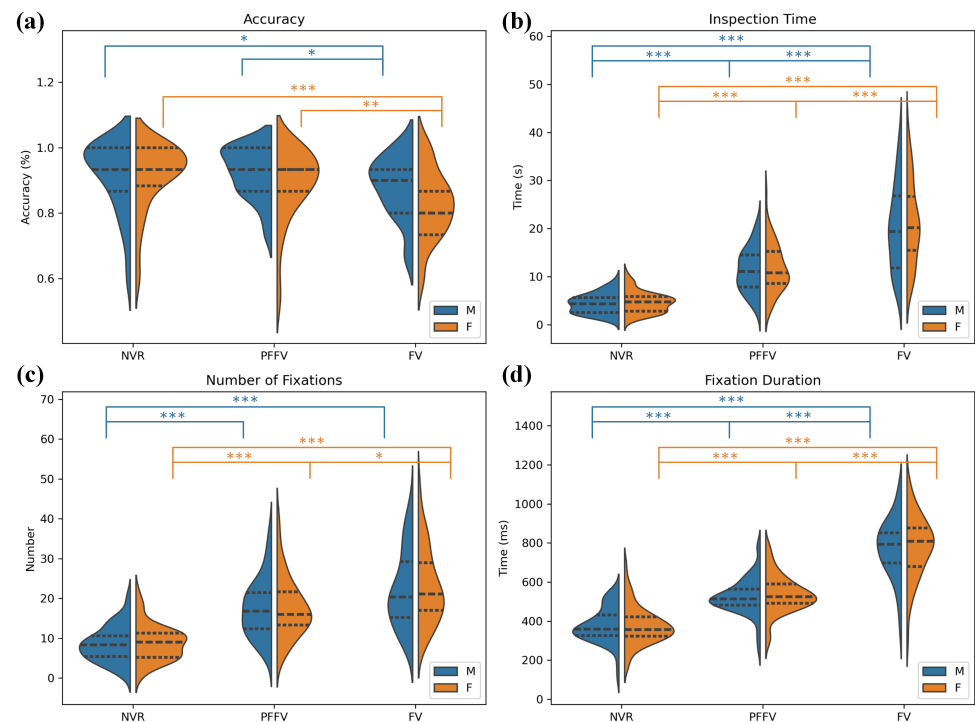 (a)
Accuracy
*
*
***
**
Accuracy (%)
1.2
1.0
0.8
0.6
M
F
NVR PFFV FV
(b)
Inspection Time
***
*** ***
***
*** ***
Time (s)
60
50
40
30
20
10
0
M
F
NVR PFFV FV
(c)
Number of Fixations
***
***
***
*** *
Number
70
60
50
40
30
20
10
0
M
F
NVR PFFV FV
(d)
Fixation Duration
***
*** ***
***
*** ***
Time (ms)
1400
1200
1000
800
600
400
200
0
M
F
NVR PFFV FV